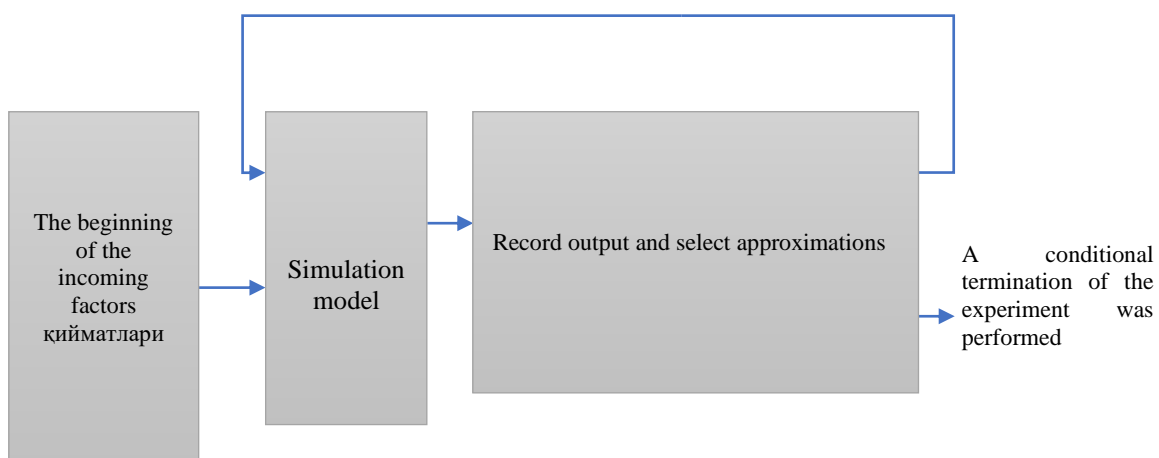 The beginning
of the
incoming
factors
қийматлари
Simulation
model
Record output and select approximations
A conditional
termination of the
experiment was
performed